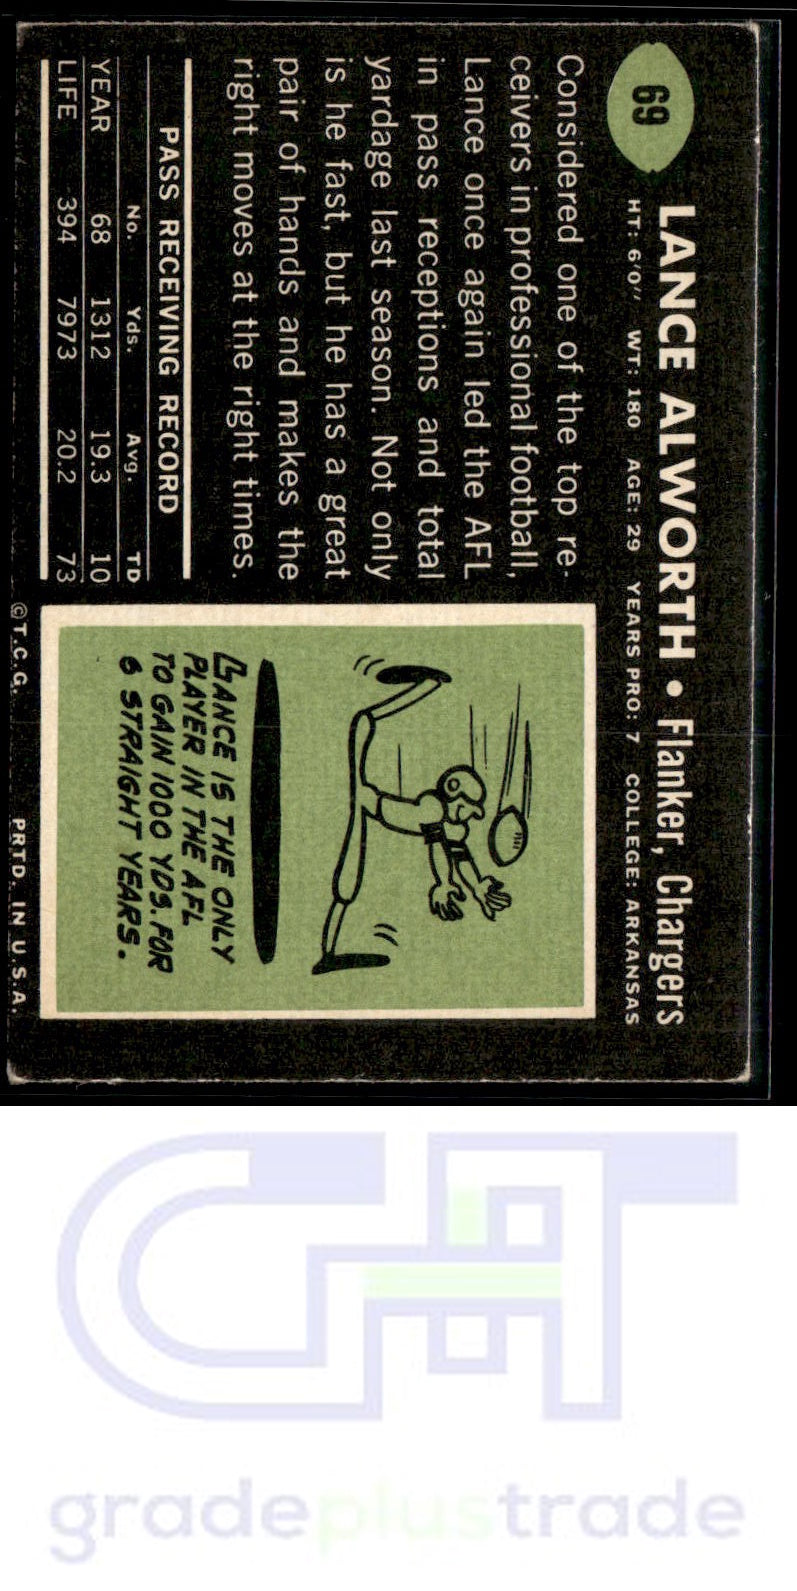 69
LANCE ALWORTH • Flanker, Chargers
HT: 6'0" WT: 180 AGE: 29 YEARS PRO: 7 COLLEGE: ARKANSAS
Considered one of the top re-
ceivers in professional football,
Lance once again led the AFL
in pass receptions and total
yardage last season. Not only
is he fast, but he has a great
pair of hands and makes the
right moves at the right times.
PASS RECEIVING RECORD
No. Yds. Avg. TD
YEAR 68 1312 19.3 10
LIFE 394 7973 20.2 73
LANCE IS THE ONLY
PLAYER IN THE AFL
TO GAIN 1000 YDS. FOR
6 STRAIGHT YEARS.
©T.C.G. PRTD. IN U.S.A.
gradeplustrade